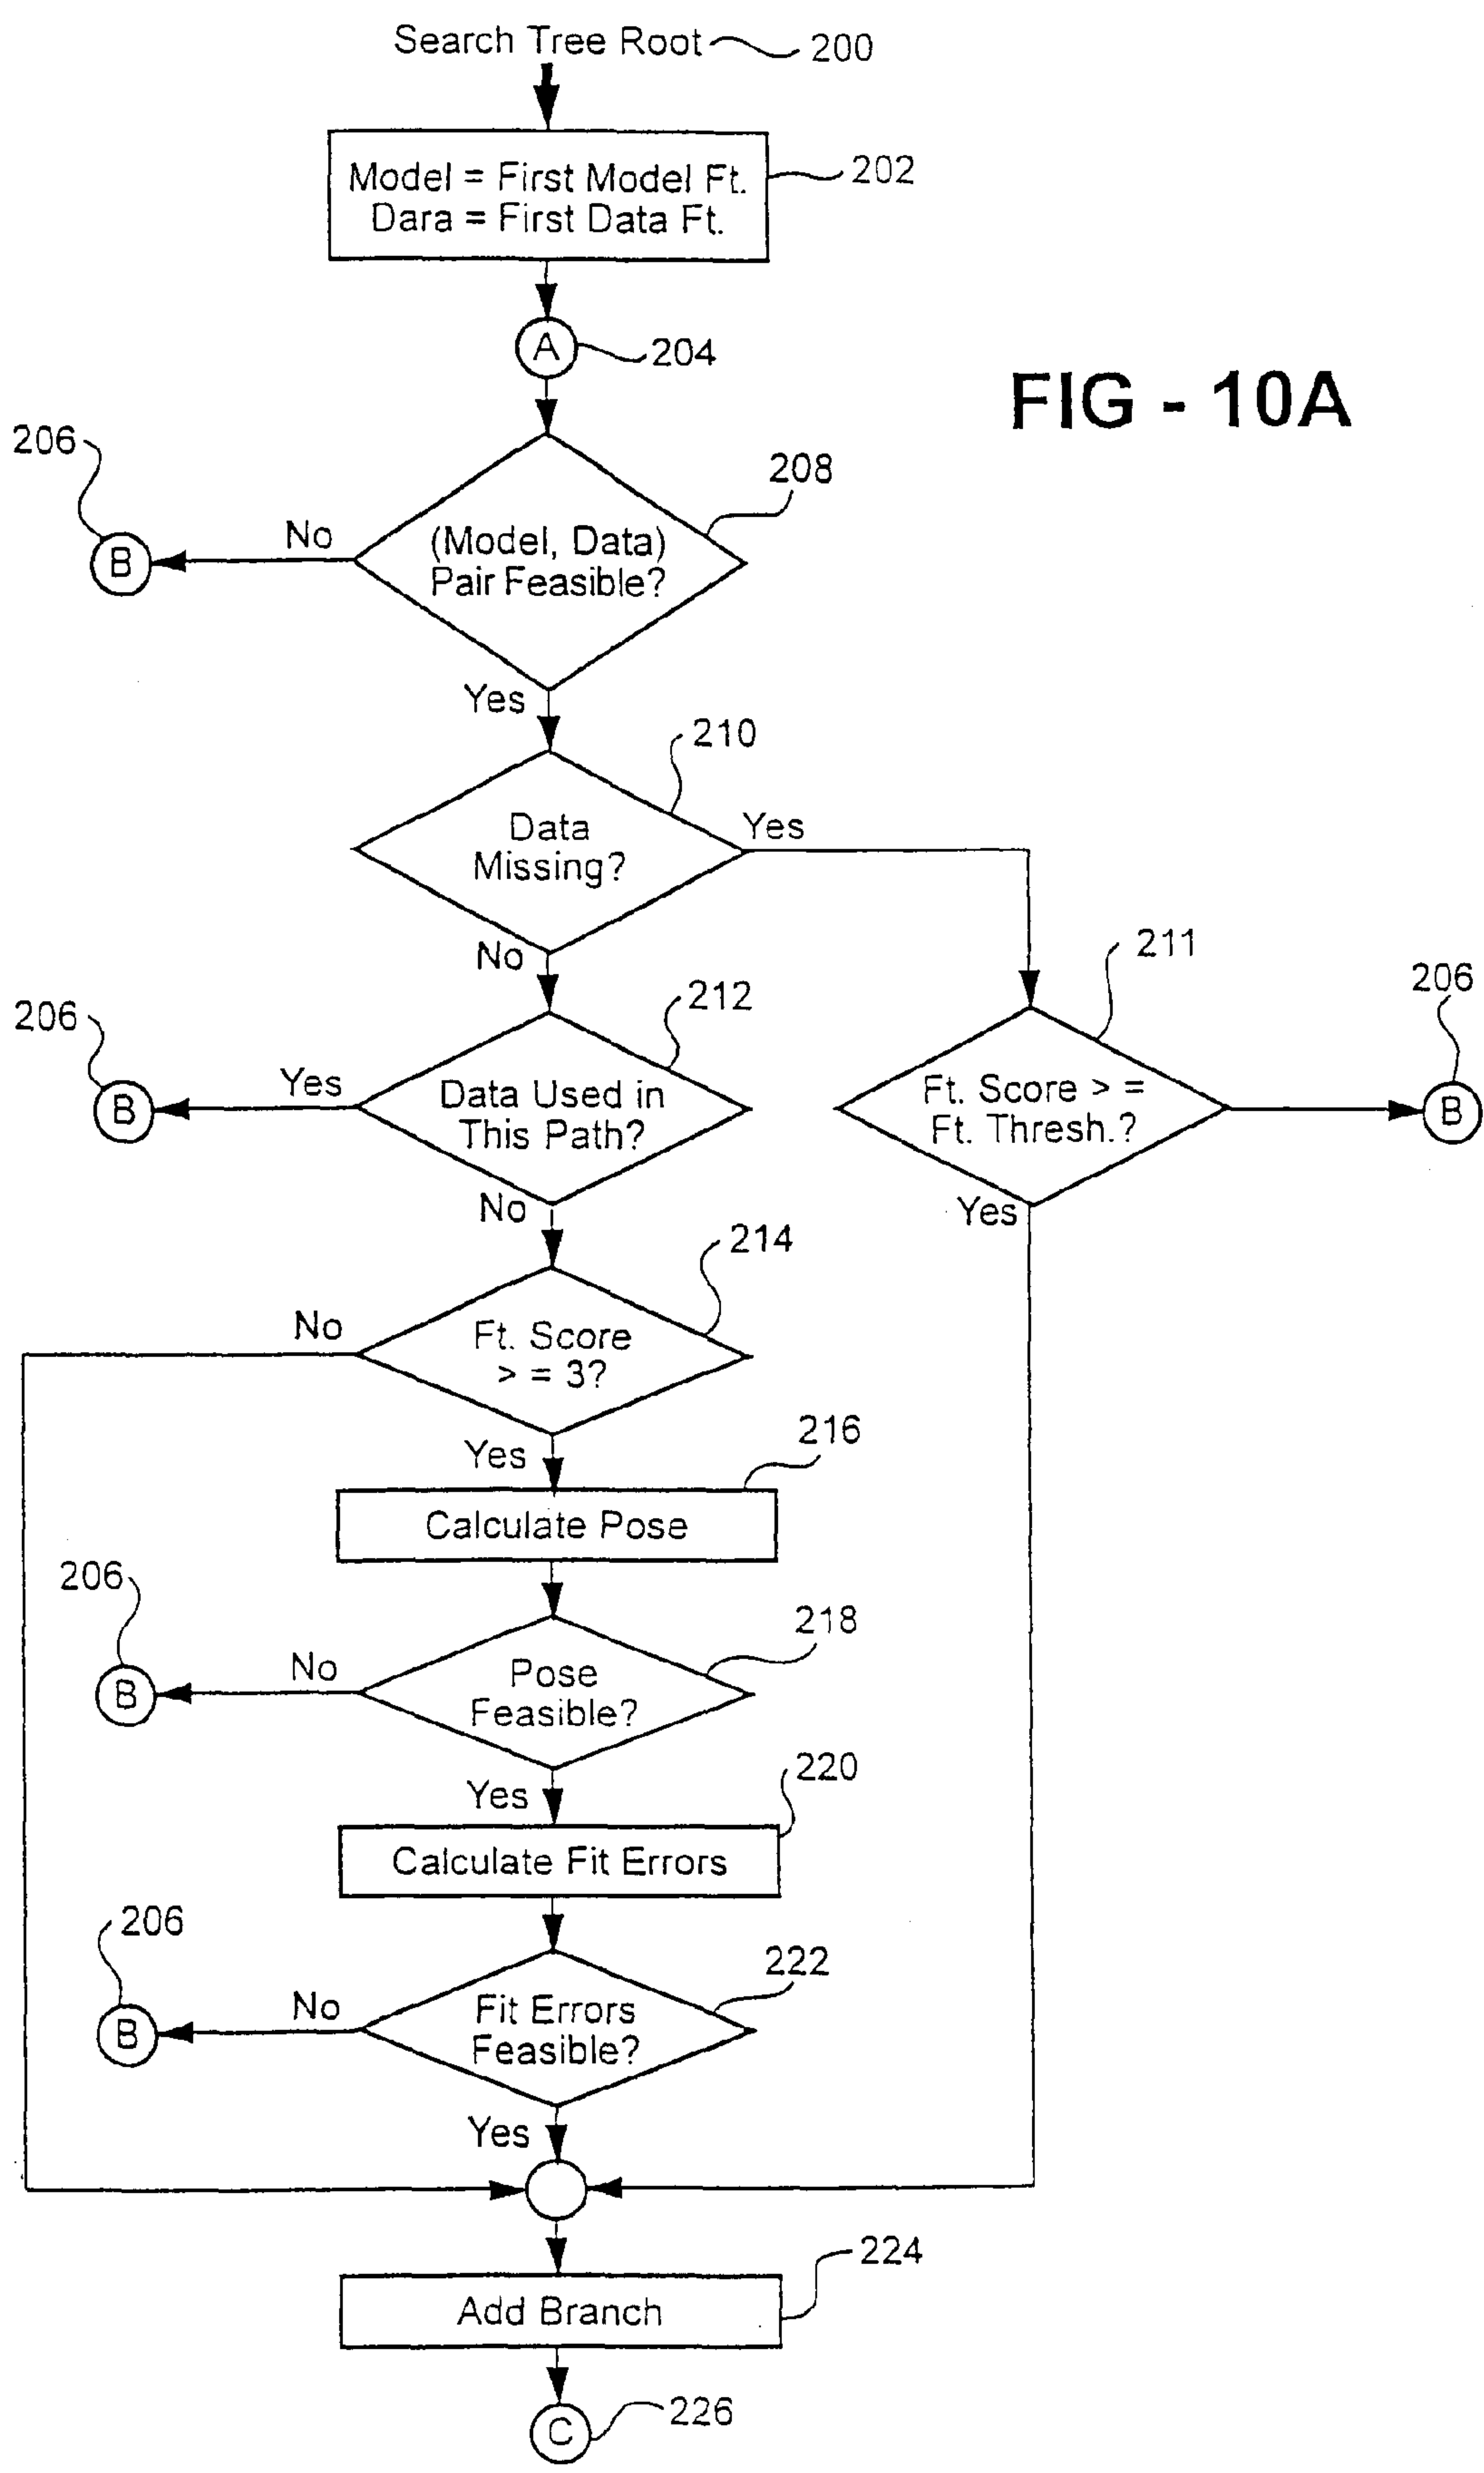 Search Tree Root 200
Model = First Model Ft.
Dara = First Data Ft.
202
A
204
FIG - 10A
206
B
No
(Model, Data)
Pair Feasible?
208
Yes
210
Data
Missing?
Yes
No
211
206
Ft. Score > =
Ft. Thresh.?
B
Yes
206
B
Yes
212
Data Used in
This Path?
No
214
No
Ft. Score
> = 3?
Yes
216
Calculate Pose
206
B
No
218
Pose
Feasible?
Yes
220
Calculate Fit Errors
206
B
No
222
Fit Errors
Feasible?
Yes
224
Add Branch
C
226